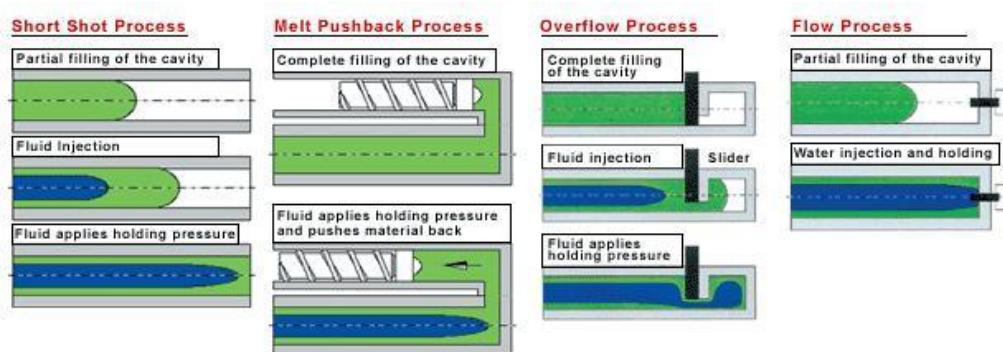 Short Shot Process
Partial filling of the cavity
Fluid Injection
Fluid applies holding pressure
Melt Pushback Process
Complete filling of the cavity
Fluid applies holding pressure
and pushes material back
Overflow Process
Complete filling
of the cavity
Fluid injection
Slider
Fluid applies
holding pressure
Flow Process
Partial filling of the cavity
Water injection and holding